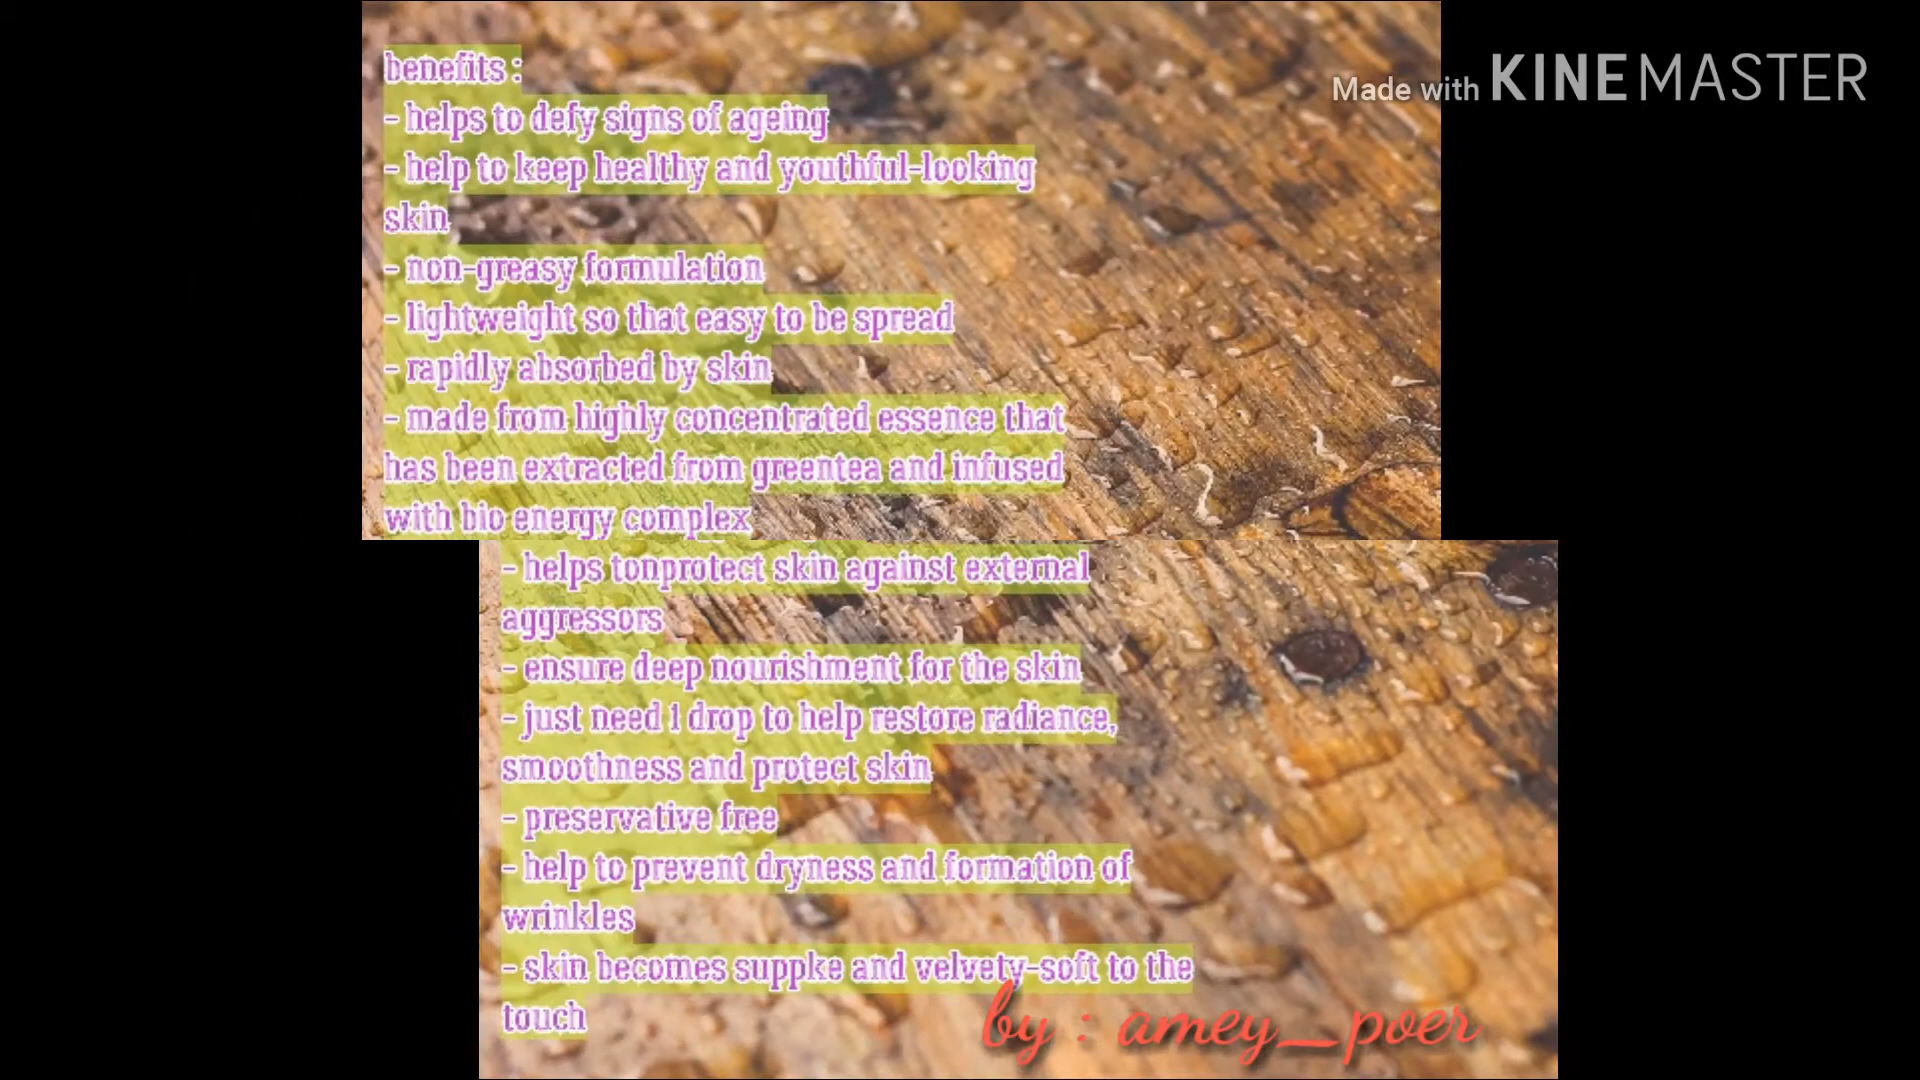 benefits :
- helps to defy signs of ageing
- help to keep healthy and youthful-looking
skin
- non-greasy formulation
- lightweight so that easy to be spread
- rapidly absorbed by skin
- made from highly concentrated essence that
has been extracted from greentea and infused
with bio energy complex
- helps tonprotect skin against external
aggressors
- ensure deep nourishment for the skin
- just need 1 drop to help restore radiance,
smoothness and protect skin
- preservative free
- help to prevent dryness and formation of
wrinkles
- skin becomes suppke and velvety-soft to the
touch
by : amey_poer
Made with KINEMASTER